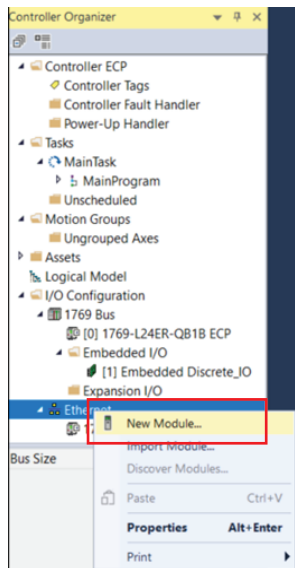 Controller Organizer
Controller ECP
Controller Tags
Controller Fault Handler
Power-Up Handler
Tasks
MainTask
MainProgram
Unscheduled
Motion Groups
Ungrouped Axes
Assets
Logical Model
I/O Configuration
1769 Bus
[0] 1769-L24ER-QB1B ECP
Embedded I/O
[1] Embedded Discrete_IO
Expansion I/O
Ethernet
New Module...
Import Module...
Discover Modules...
Bus Size
Paste Ctrl+V
Properties Alt+Enter
Print